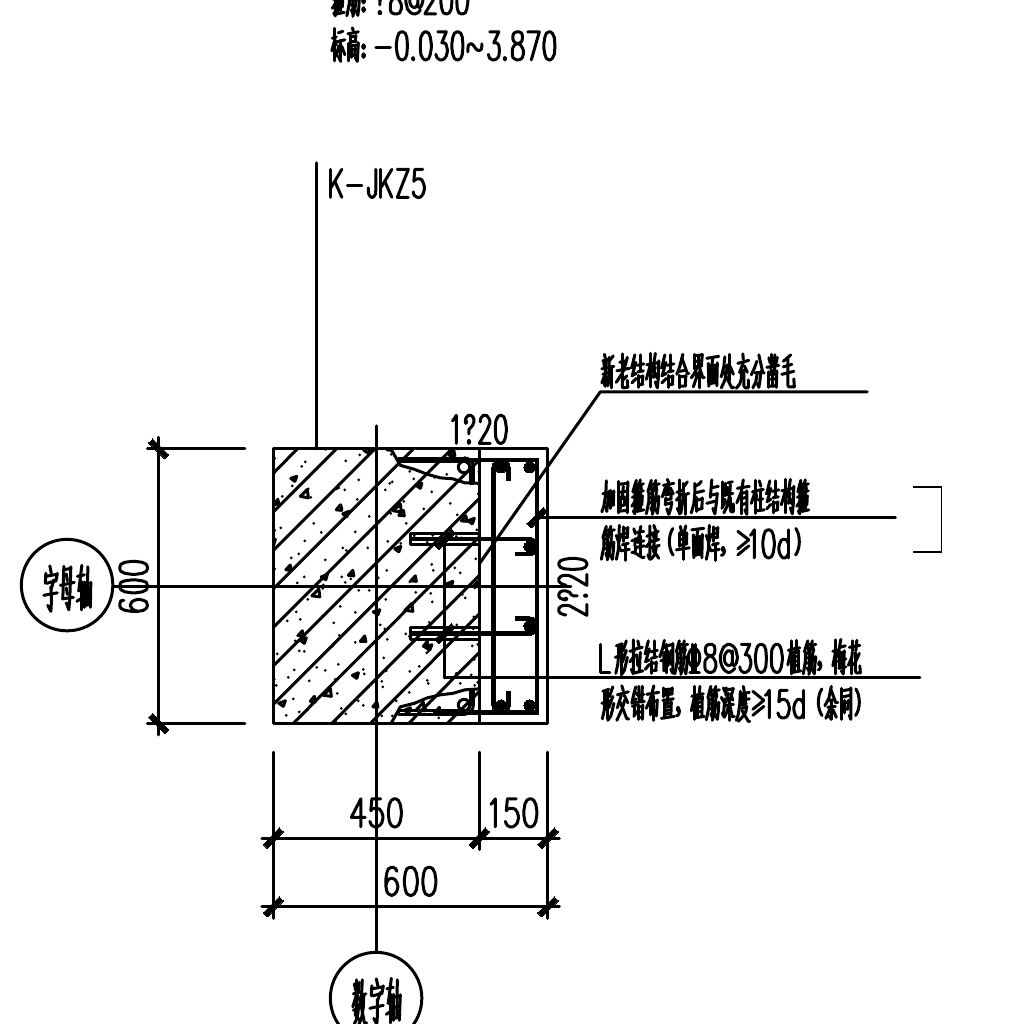 箍筋: ?8@200
标高: -0.030~3.870
K-JKZ5
新老结构结合界面处充分凿毛
1?20
加固箍筋弯折后与既有柱结构箍
筋焊连接（单面焊，≥10d）
字母轴
600
2?20
L形拉结钢筋Φ8@300植筋，梅花
形交错布置，植筋深度≥15d（余同）
450
150
600
数字轴